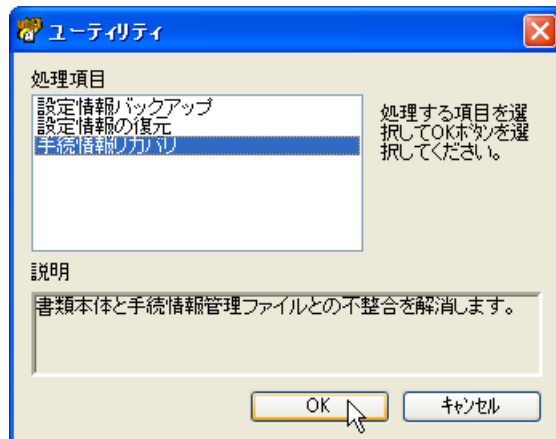 ユーティリティ
処理項目
設定情報バックアップ
設定情報の復元
手続情報リカバリ
処理する項目を選
択してOKボタンを選
択してください。
説明
書類本体と手続情報管理ファイルとの不整合を解消します。
OK
キャンセル